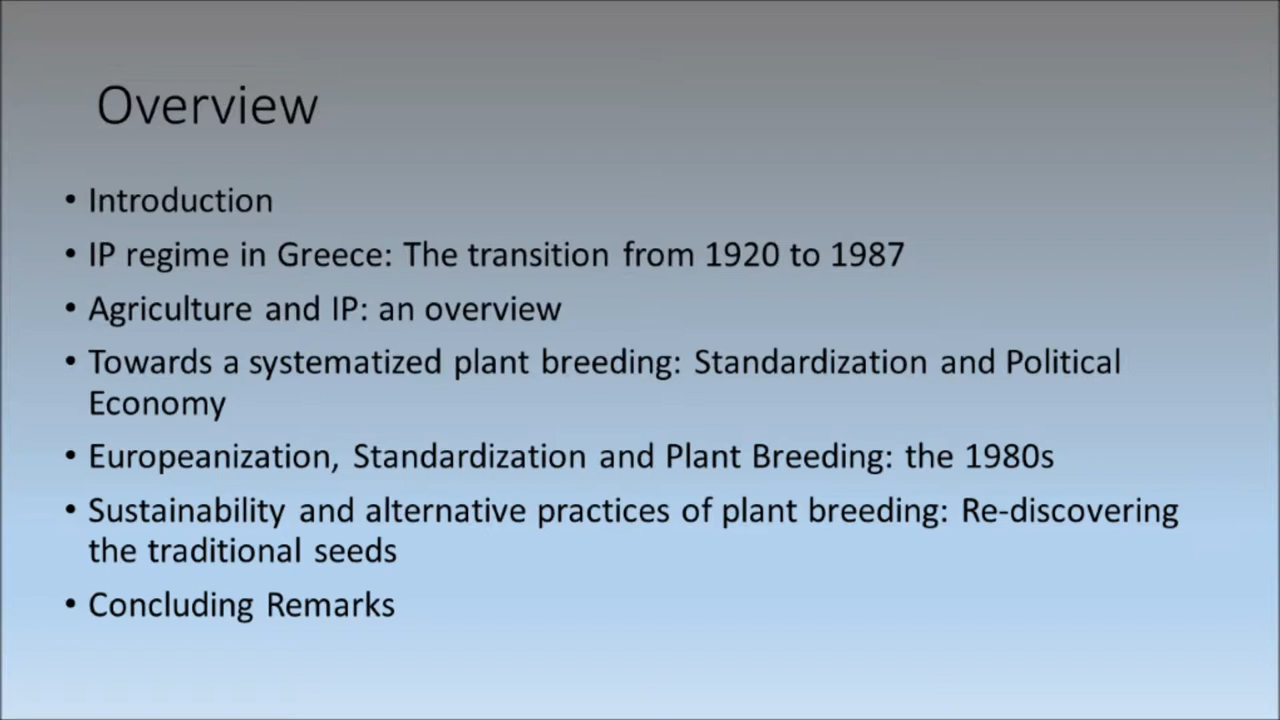 Overview
• Introduction
• IP regime in Greece: The transition from 1920 to 1987
• Agriculture and IP: an overview
• Towards a systematized plant breeding: Standardization and Political
Economy
• Europeanization, Standardization and Plant Breeding: the 1980s
• Sustainability and alternative practices of plant breeding: Re-discovering
the traditional seeds
• Concluding Remarks